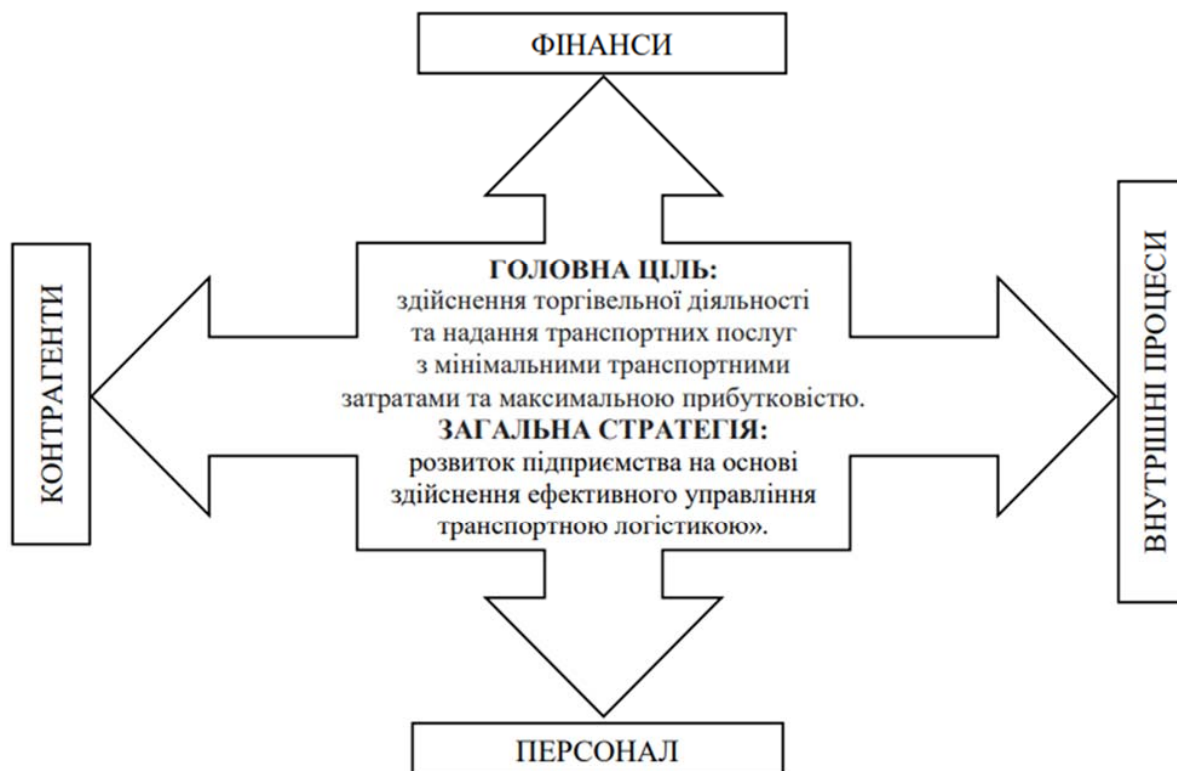 ФІНАНСИ
КОНТРАГЕНТИ
ГОЛОВНА ЦІЛЬ:
здійснення торгівельної діяльності
та надання транспортних послуг
з мінімальними транспортними
затратами та максимальною прибутковістю.
ЗАГАЛЬНА СТРАТЕГІЯ:
розвиток підприємства на основі
здійснення ефективного управління
транспортною логістикою».
ВНУТРІШНІ ПРОЦЕСИ
ПЕРСОНАЛ